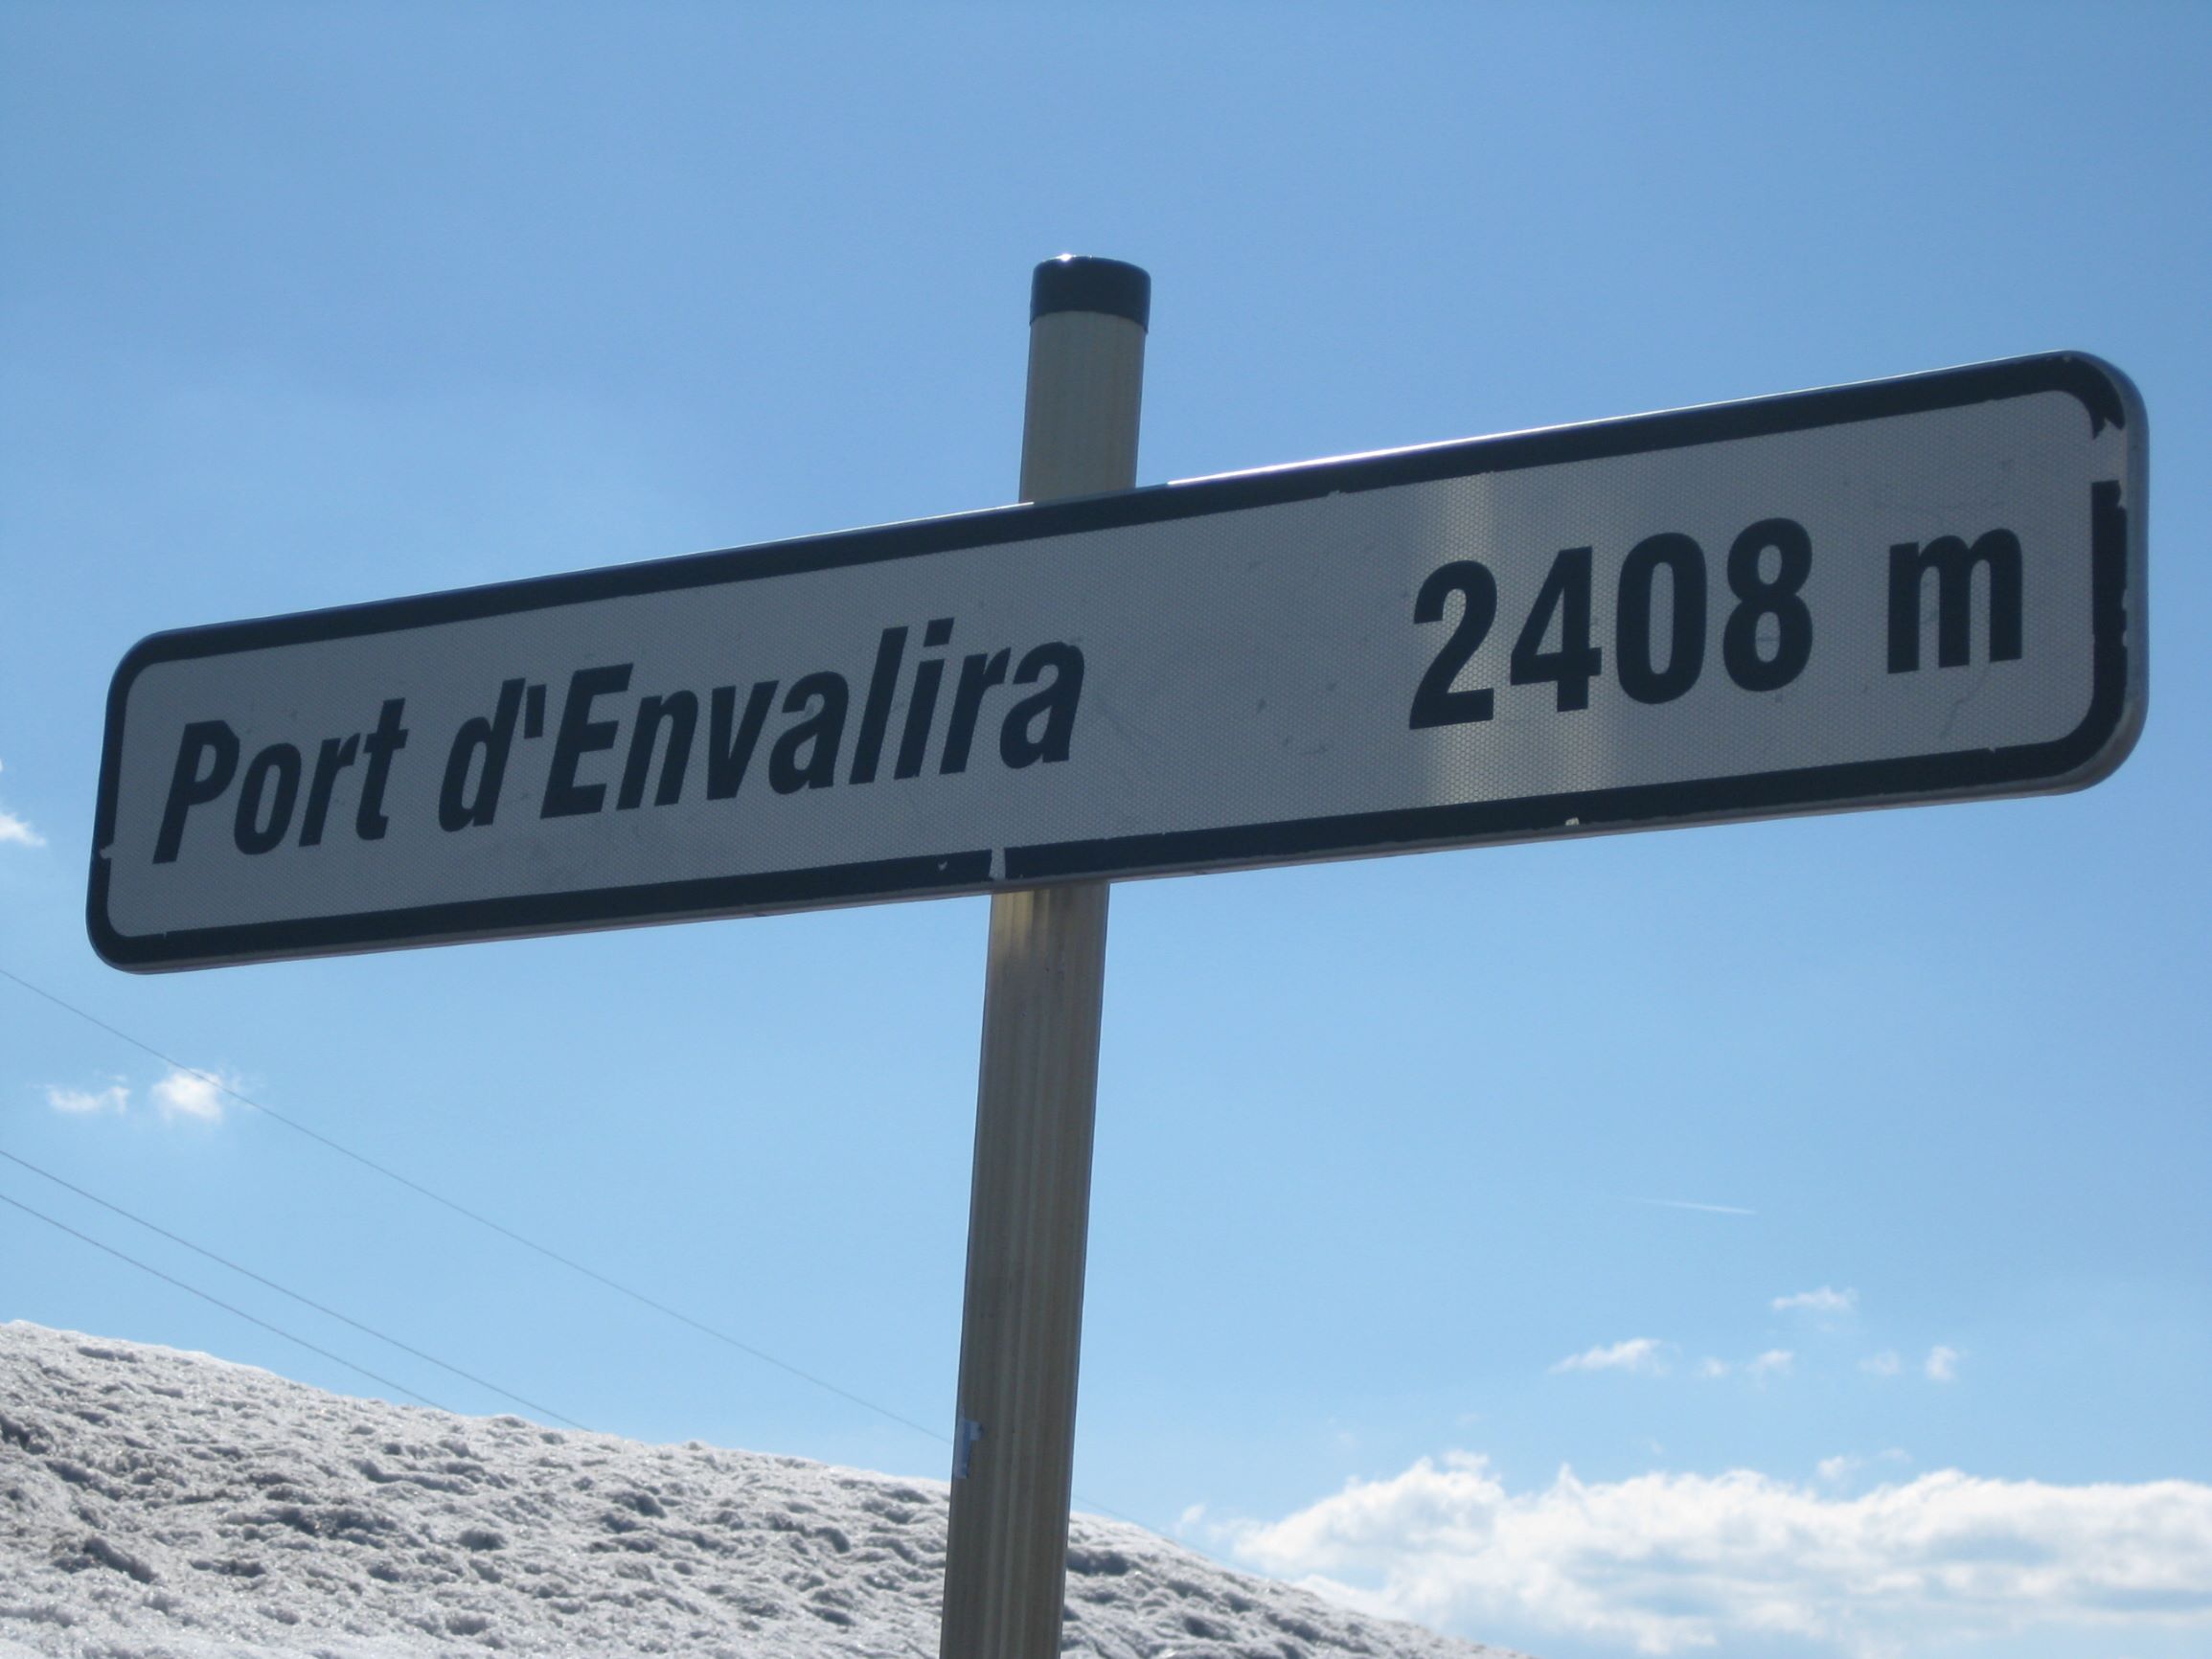 Port d'Envalira 2408 m